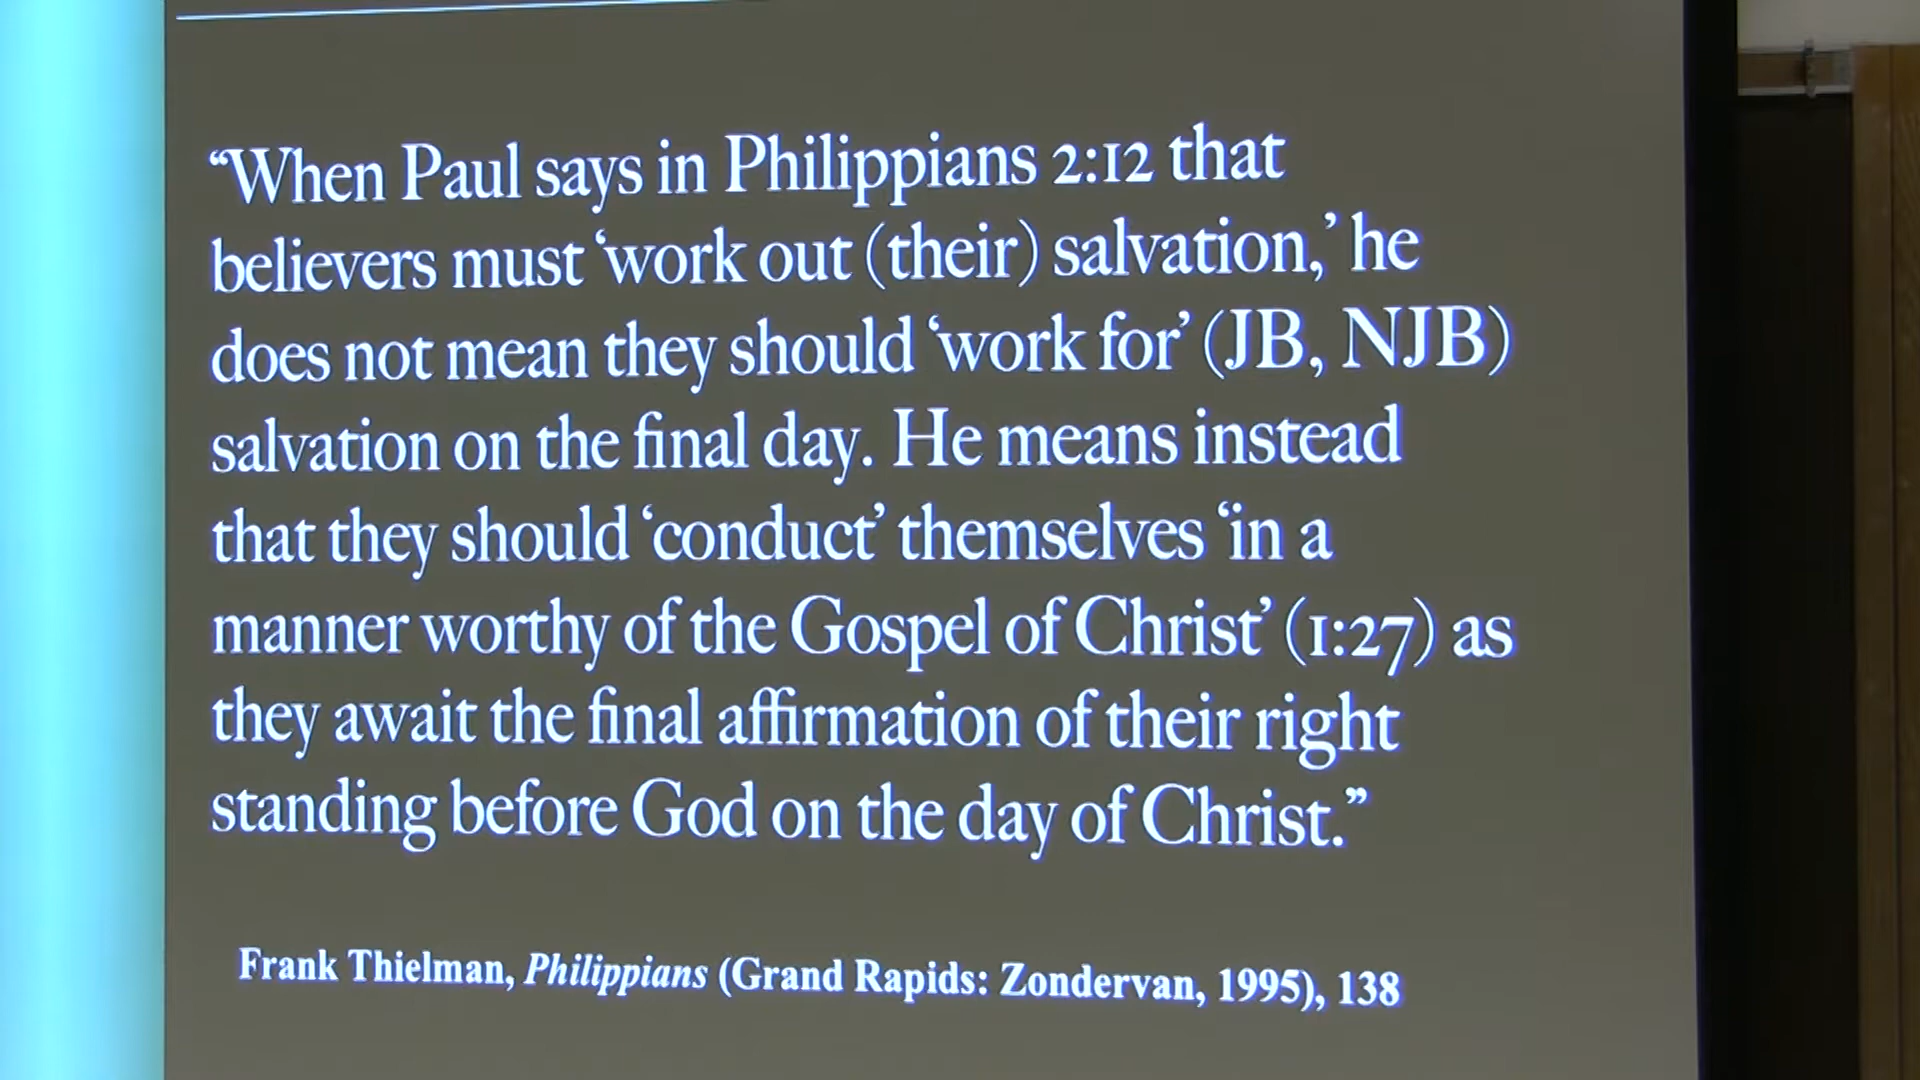 “When Paul says in Philippians 2:12 that
believers must ‘work out (their) salvation,’ he
does not mean they should ‘work for’ (JB, NJB)
salvation on the final day. He means instead
that they should ‘conduct’ themselves ‘in a
manner worthy of the Gospel of Christ’ (1:27) as
they await the final affirmation of their right
standing before God on the day of Christ.”
Frank Thielman, Philippians (Grand Rapids: Zondervan, 1995), 138